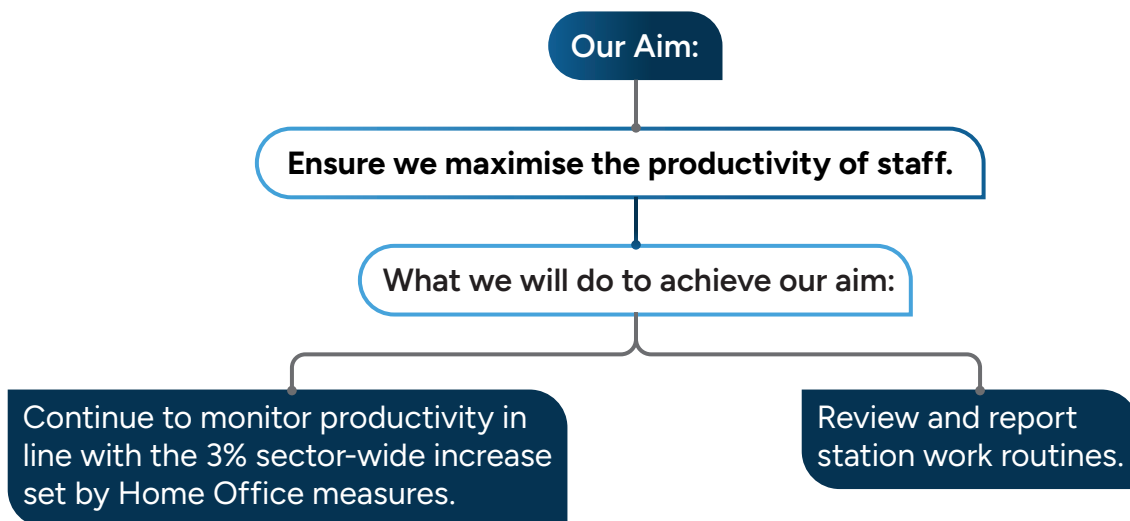 Our Aim:
Ensure we maximise the productivity of staff.
What we will do to achieve our aim:
Continue to monitor productivity in
line with the 3% sector-wide increase
set by Home Office measures.
Review and report
station work routines.